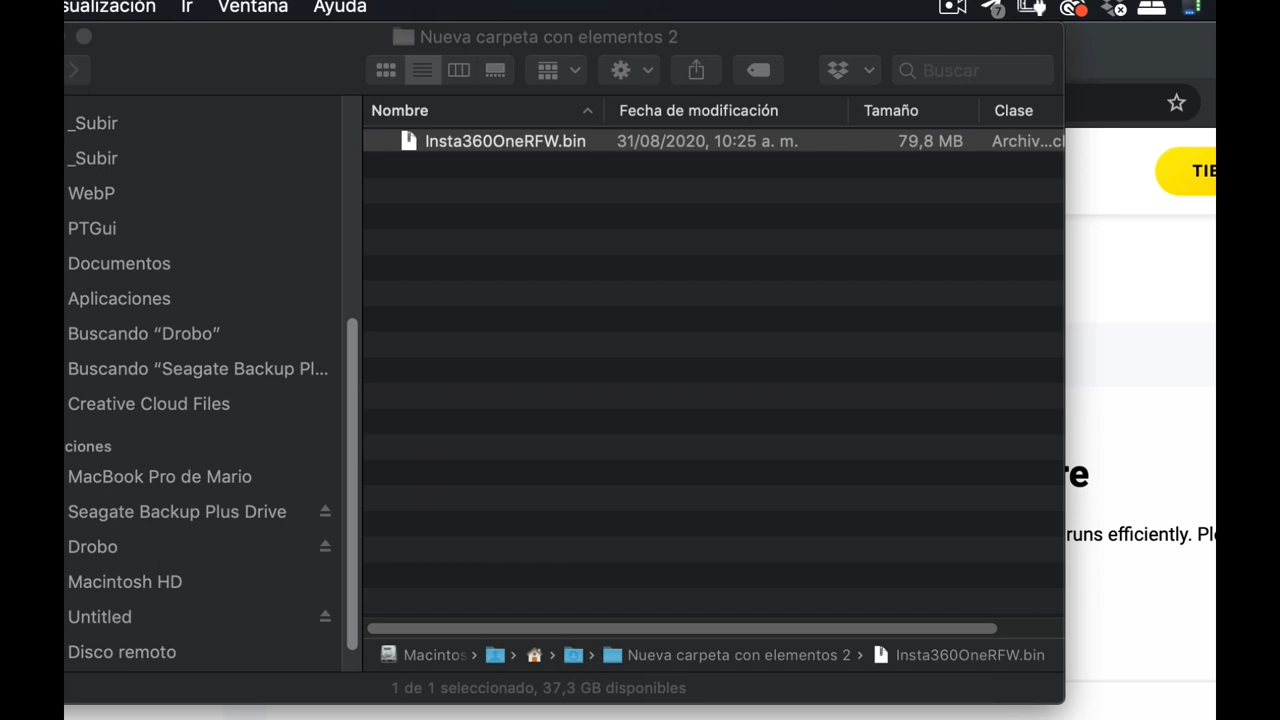 sualización Ir Ventana Ayuda
7
Nueva carpeta con elementos 2
Buscar
Nombre Fecha de modificación Tamaño Clase
Insta360OneRFW.bin 31/08/2020, 10:25 a. m. 79,8 MB Archiv...cl
_Subir
_Subir
WebP
PTGui
Documentos
Aplicaciones
Buscando “Drobo”
Buscando “Seagate Backup Pl...
Creative Cloud Files
ciones
MacBook Pro de Mario
Seagate Backup Plus Drive
Drobo
Macintosh HD
Untitled
Disco remoto
Macintos › › › › Nueva carpeta con elementos 2 › Insta360OneRFW.bin
1 de 1 seleccionado, 37,3 GB disponibles
TIE
re
runs efficiently. Ple